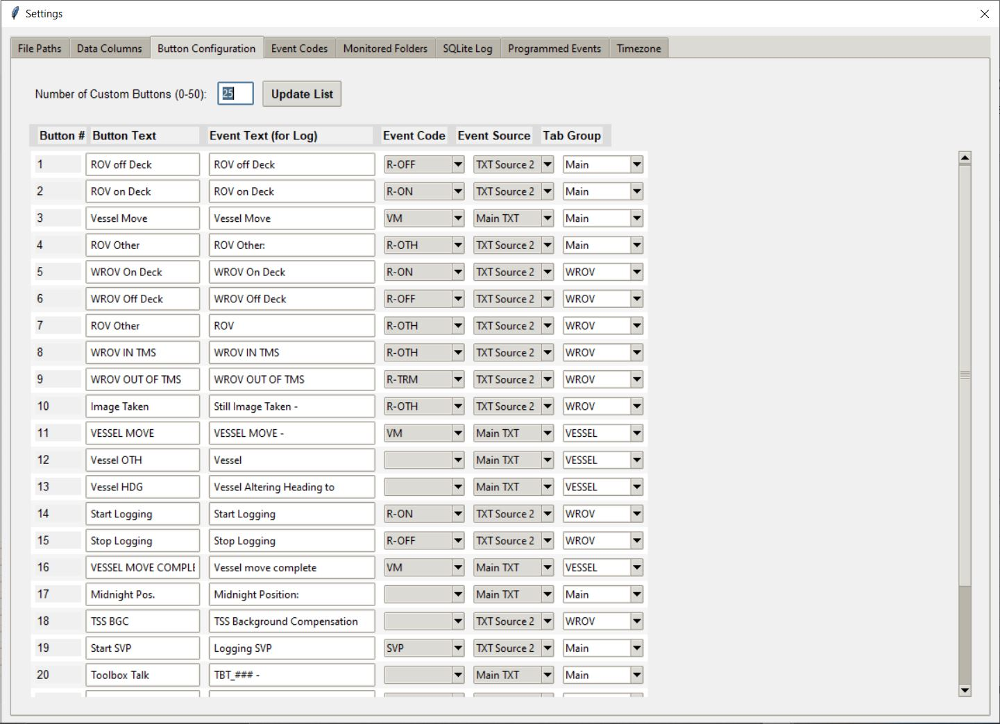 Settings
File Paths Data Columns Button Configuration Event Codes Monitored Folders SQLite Log Programmed Events Timezone
Number of Custom Buttons (0-50): 25 Update List
Button # Button Text Event Text (for Log) Event Code Event Source Tab Group
1 ROV off Deck ROV off Deck R-OFF TXT Source 2 Main
2 ROV on Deck ROV on Deck R-ON TXT Source 2 Main
3 Vessel Move Vessel Move VM Main TXT Main
4 ROV Other ROV Other: R-OTH TXT Source 2 Main
5 WROV On Deck WROV On Deck R-ON TXT Source 2 WROV
6 WROV Off Deck WROV Off Deck R-OFF TXT Source 2 WROV
7 ROV Other ROV R-OTH TXT Source 2 WROV
8 WROV IN TMS WROV IN TMS R-OTH TXT Source 2 WROV
9 WROV OUT OF TMS WROV OUT OF TMS R-TRM TXT Source 2 WROV
10 Image Taken Still Image Taken - R-OTH TXT Source 2 WROV
11 VESSEL MOVE VESSEL MOVE - VM Main TXT VESSEL
12 Vessel OTH Vessel Main TXT VESSEL
13 Vessel HDG Vessel Altering Heading to Main TXT VESSEL
14 Start Logging Start Logging R-ON TXT Source 2 WROV
15 Stop Logging Stop Logging R-OFF TXT Source 2 WROV
16 VESSEL MOVE COMPLE Vessel move complete VM Main TXT VESSEL
17 Midnight Pos. Midnight Position: Main TXT Main
18 TSS BGC TSS Background Compensation TXT Source 2 WROV
19 Start SVP Logging SVP SVP TXT Source 2 Main
20 Toolbox Talk TBT_### - Main TXT Main